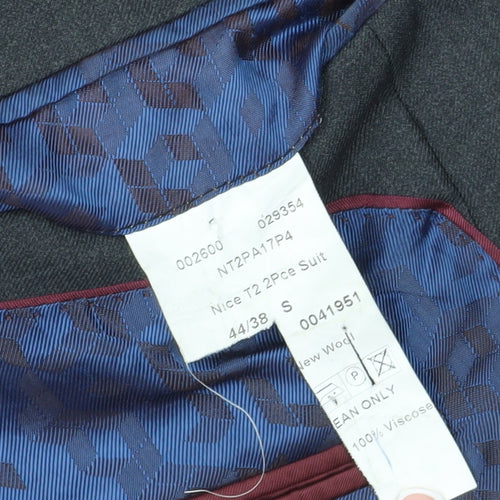 002600 029354
NT2PA17P4
Nice T2 2Pce Suit
44/38 S 0041951
New Wool
P
EAN ONLY
100% Viscose